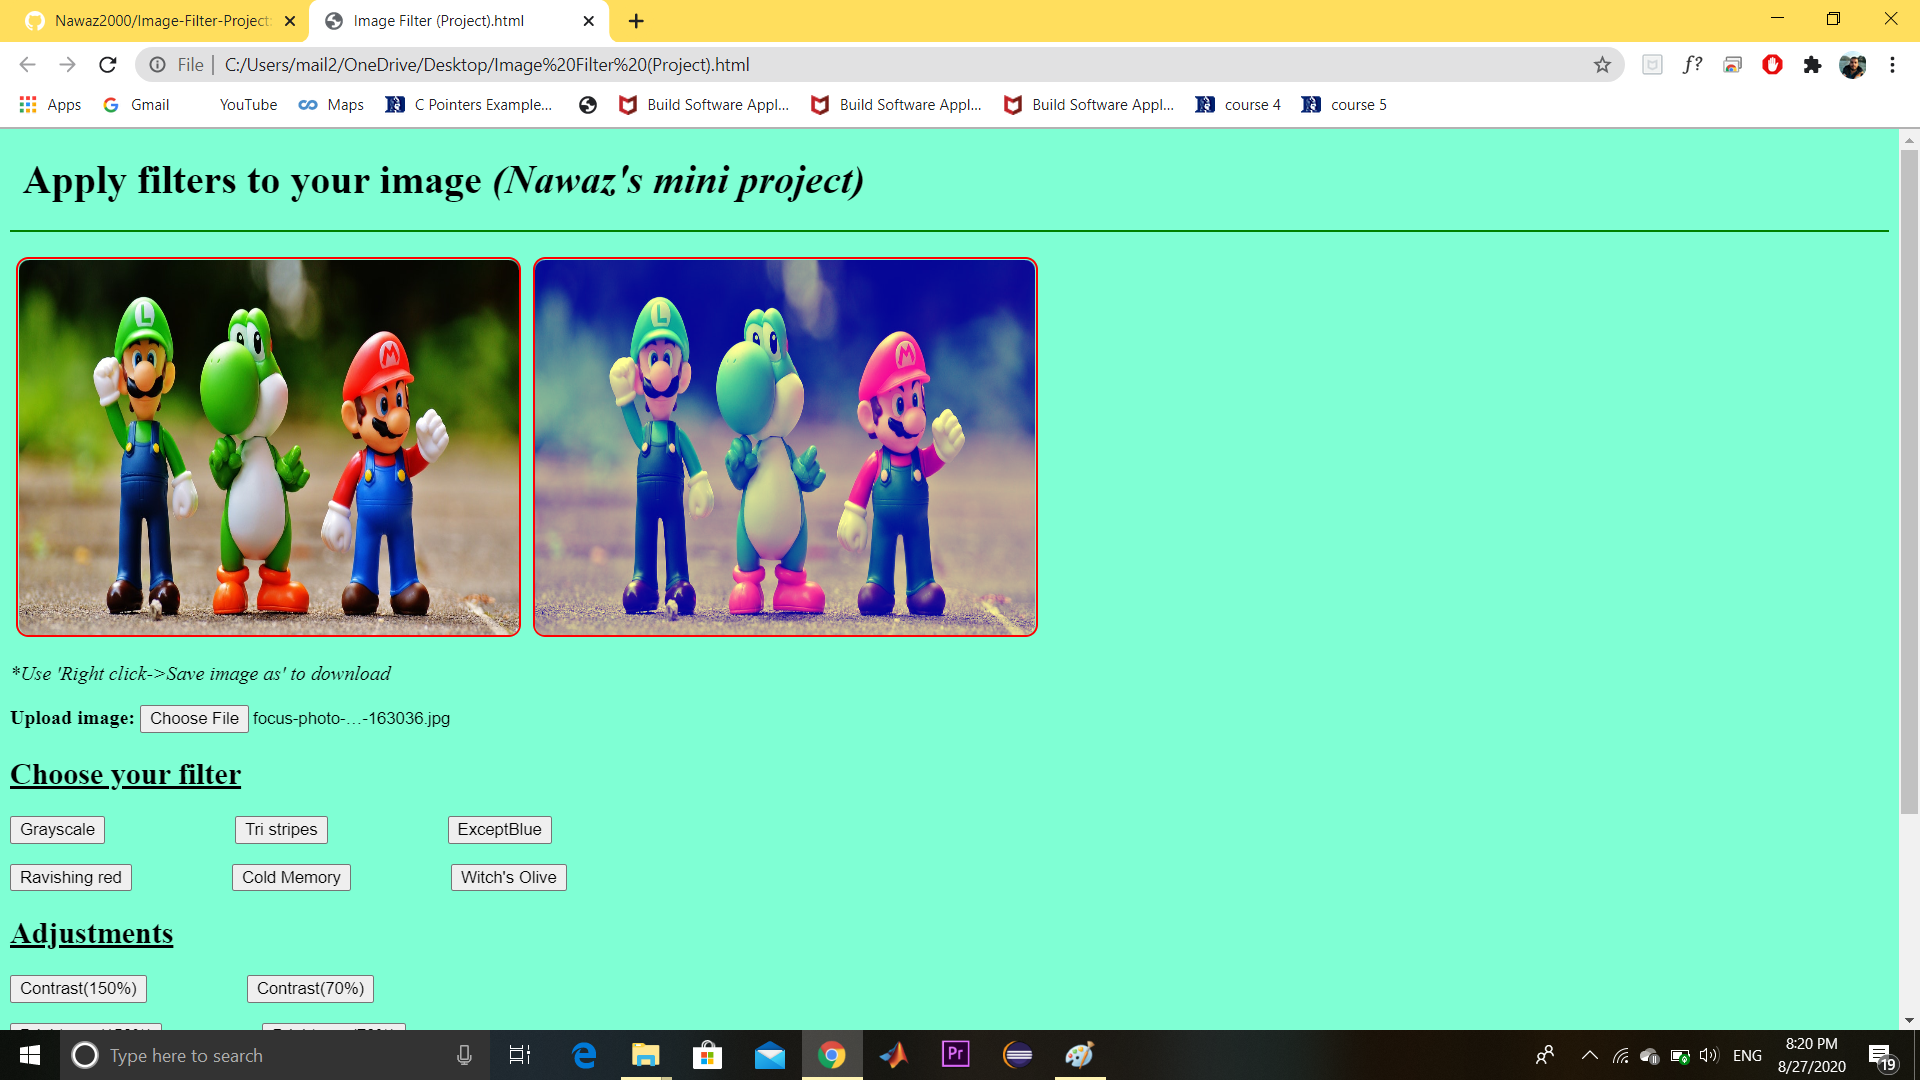 Nawaz2000/Image-Filter-Project:
Image Filter (Project).html
File
C:/Users/mail2/OneDrive/Desktop/Image%20Filter%20(Project).html
f?
Apps
Gmail
YouTube
Maps
C Pointers Example...
Build Software Appl...
Build Software Appl...
Build Software Appl...
course 4
course 5
Apply filters to your image (Nawaz's mini project)
L
M
L
M
*Use 'Right click->Save image as' to download
Upload image: Choose File focus-photo-...-163036.jpg
Choose your filter
Grayscale Tri stripes ExceptBlue
Ravishing red Cold Memory Witch's Olive
Adjustments
Contrast(150%) Contrast(70%)
Type here to search
Pr
ENG
8:20 PM
8/27/2020
19